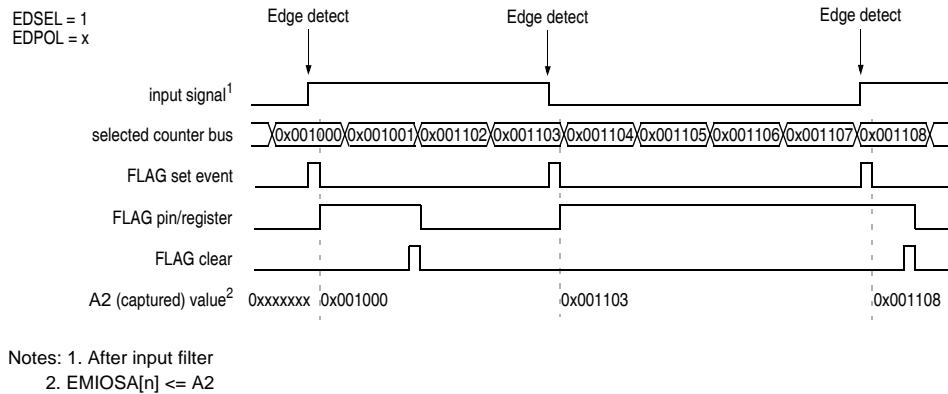 EDSEL = 1
EDPOL = x
Edge detect Edge detect Edge detect
input signal1
selected counter bus 0x001000 0x001001 0x001102 0x001103 0x001104 0x001105 0x001106 0x001107 0x001108
FLAG set event
FLAG pin/register
FLAG clear
A2 (captured) value2 0xxxxxxx 0x001000 0x001103 0x001108
Notes: 1. After input filter
2. EMIOSA[n] <= A2